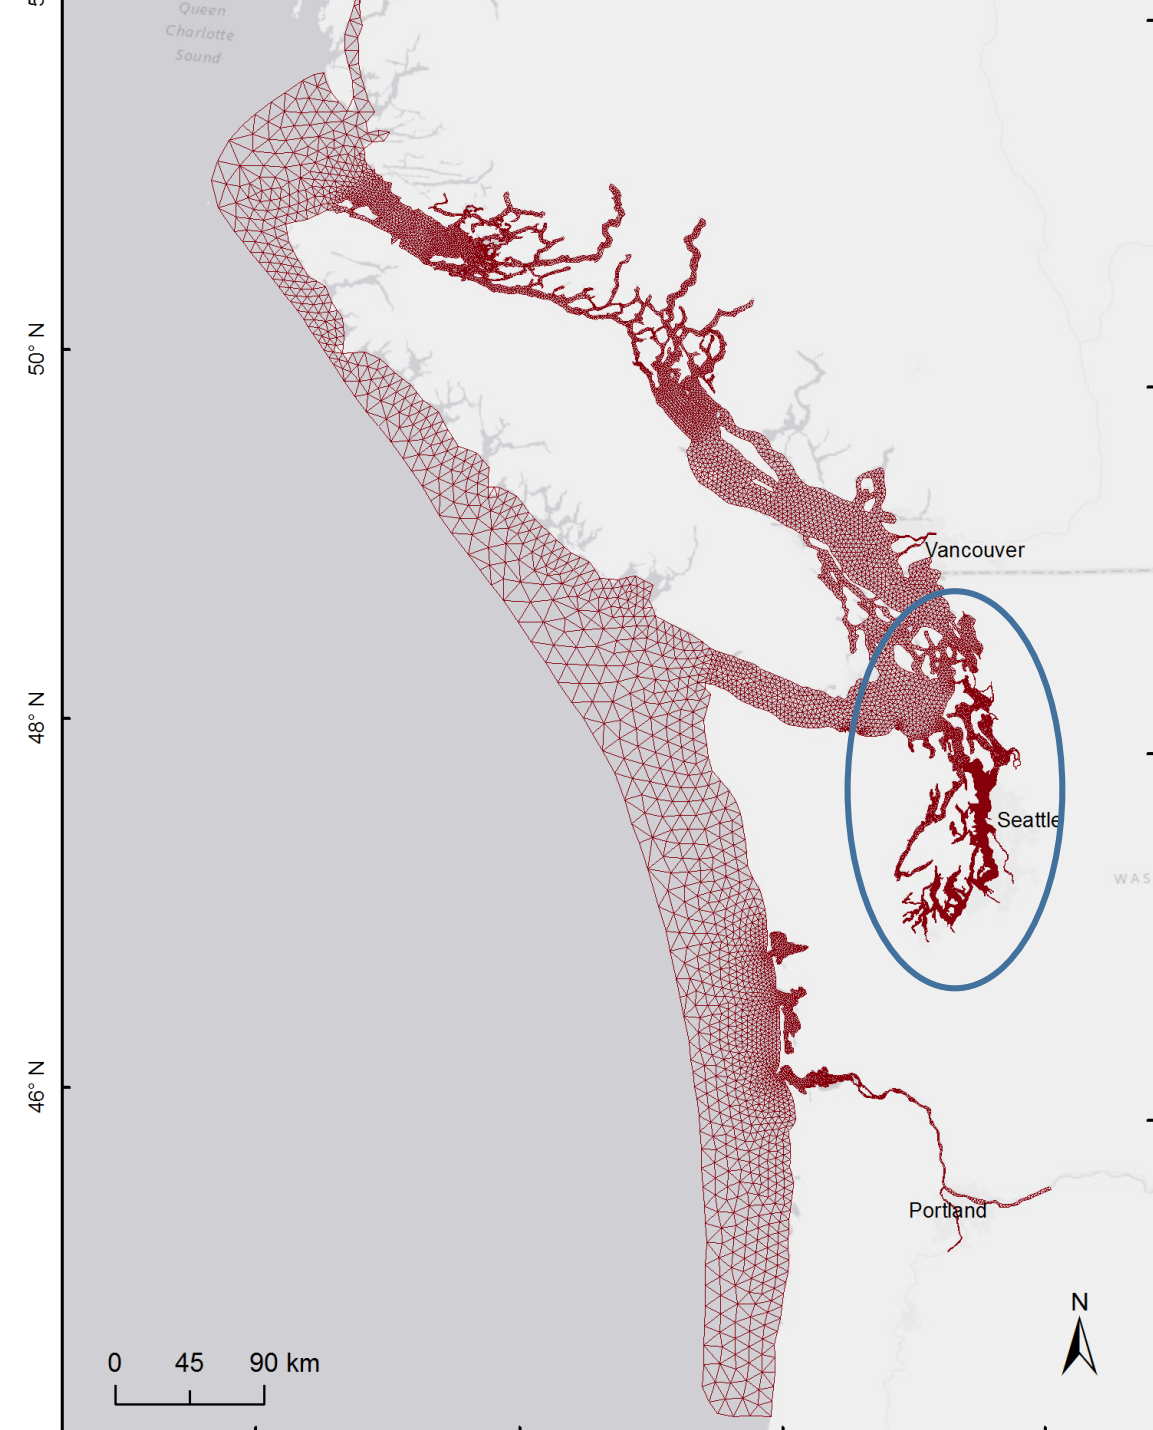 Queen
Charlotte
Sound
50° N
Vancouver
48° N
Seattle
WAS
46° N
Portland
N
0 45 90 km